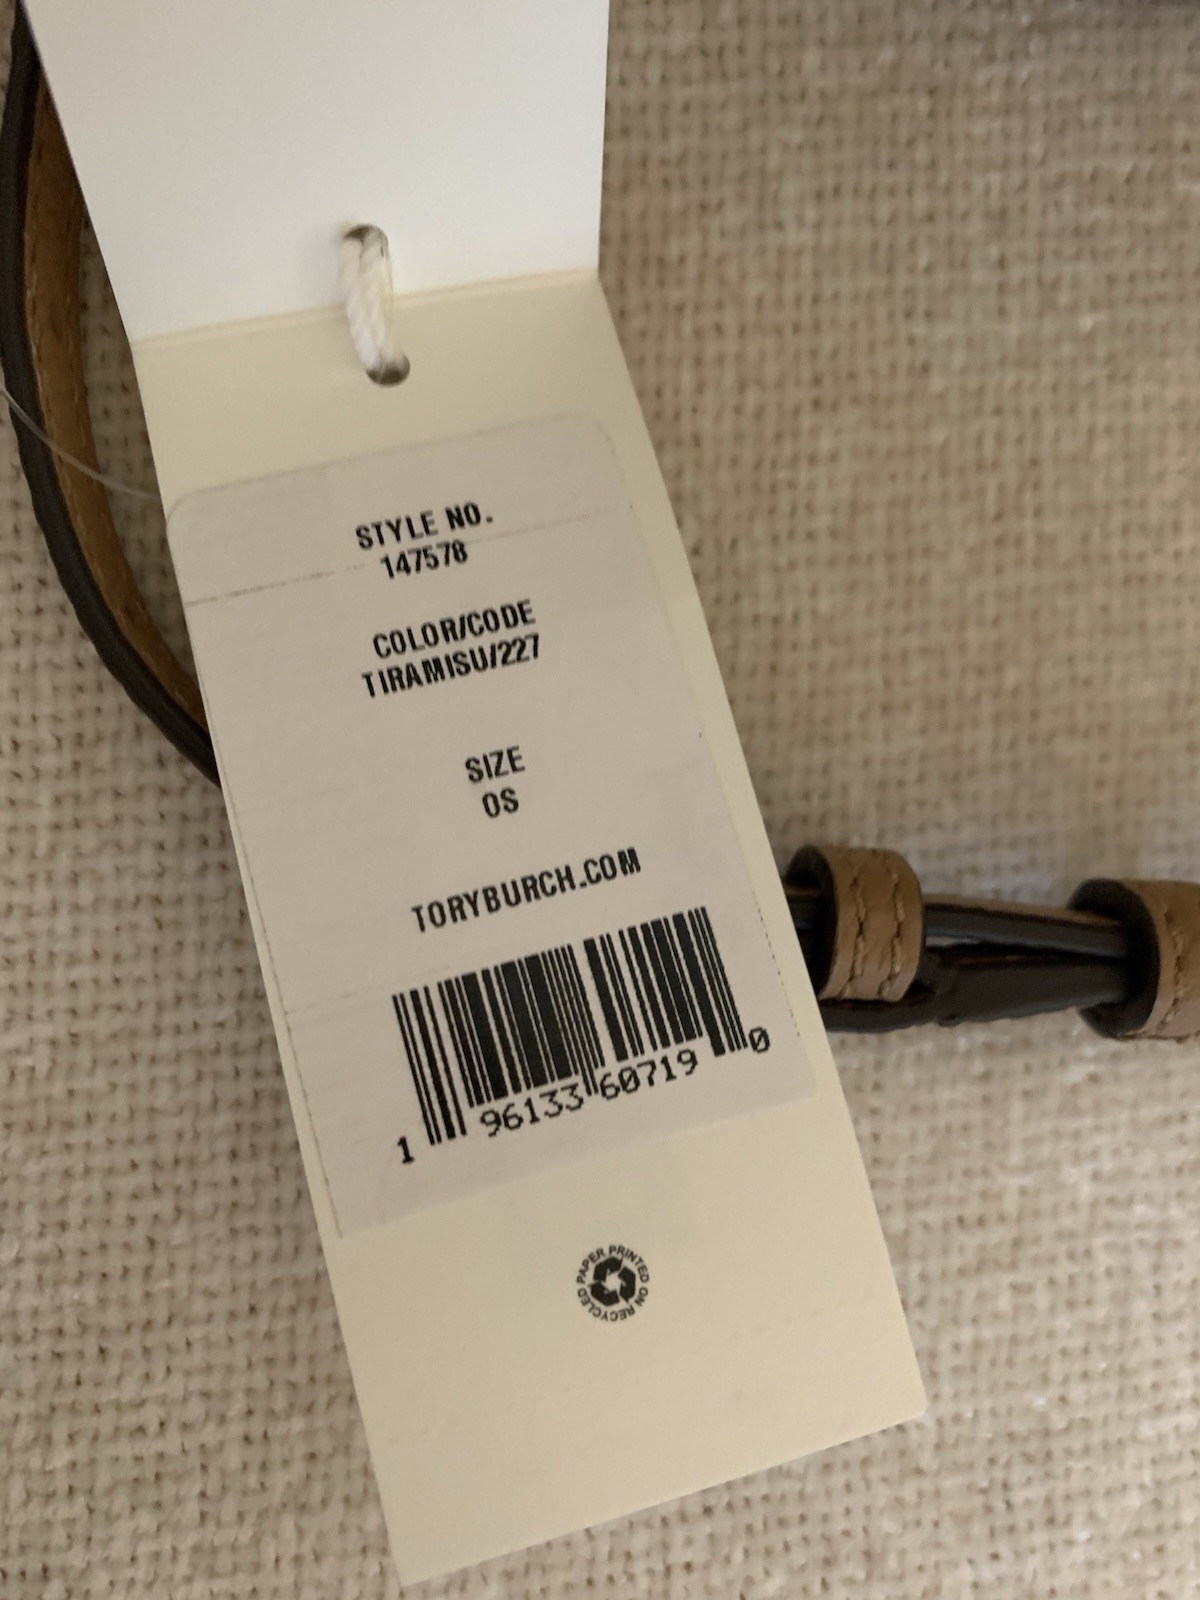 STYLE NO.
147578
COLOR/CODE
TIRAMISU/227
SIZE
OS
TORYBURCH.COM
1 96133 60719 0
PAPER PRINTED ON RECYCLED